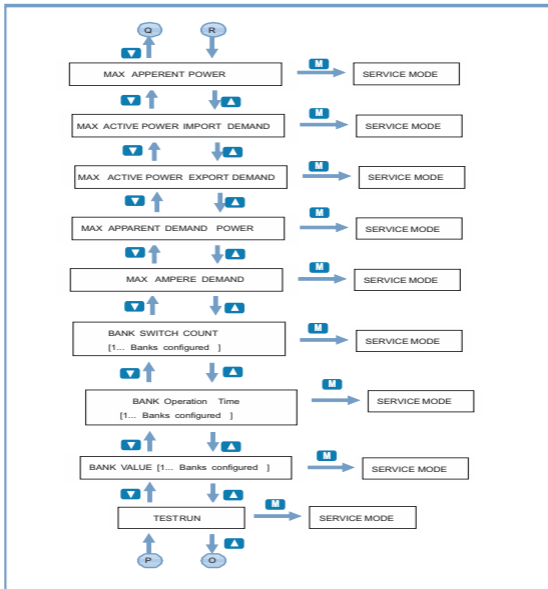 Q R
MAX APPERENT POWER M SERVICE MODE
MAX ACTIVE POWER IMPORT DEMAND M SERVICE MODE
MAX ACTIVE POWER EXPORT DEMAND M SERVICE MODE
MAX APPARENT DEMAND POWER M SERVICE MODE
MAX AMPERE DEMAND M SERVICE MODE
BANK SWITCH COUNT M SERVICE MODE
[1... Banks configured ]
BANK Operation Time M SERVICE MODE
[1... Banks configured ]
BANK VALUE [1... Banks configured ] M SERVICE MODE
TESTRUN M SERVICE MODE
P O